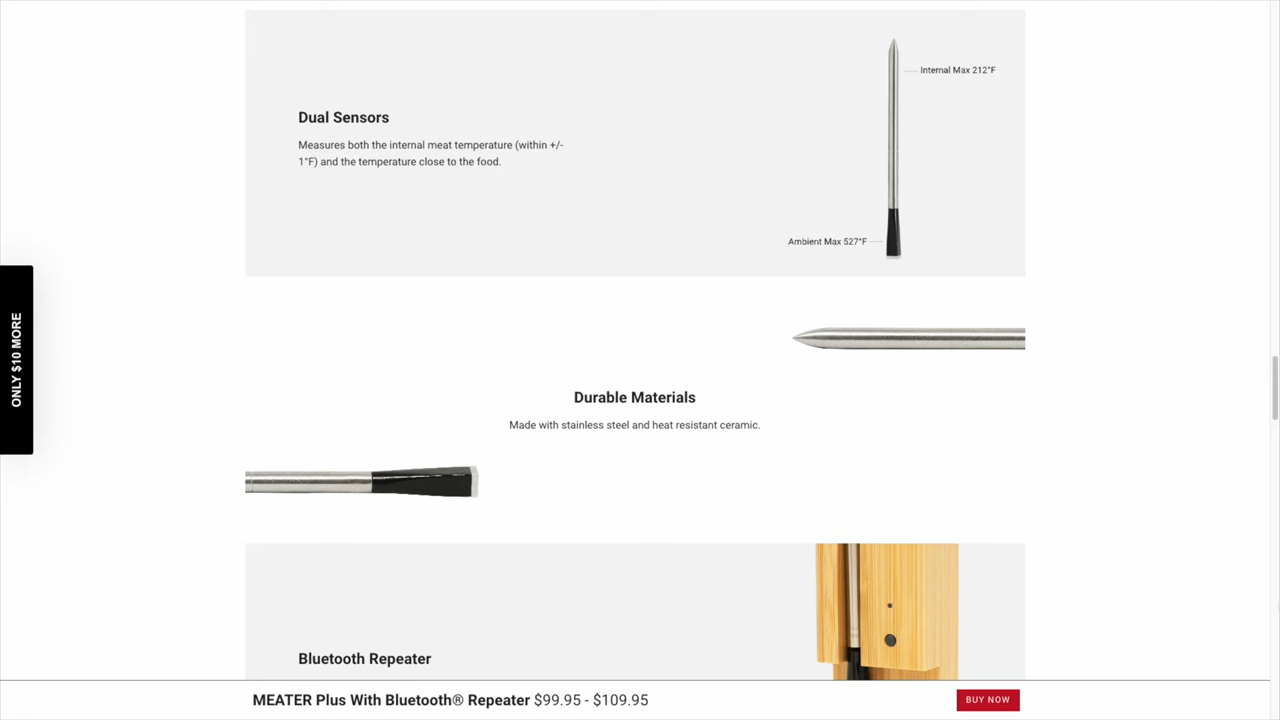 Internal Max 212°F
Dual Sensors
Measures both the internal meat temperature (within +/-
1°F) and the temperature close to the food.
Ambient Max 527°F
ONLY $10 MORE
Durable Materials
Made with stainless steel and heat resistant ceramic.
Bluetooth Repeater
MEATER Plus With Bluetooth® Repeater $99.95 - $109.95
BUY NOW